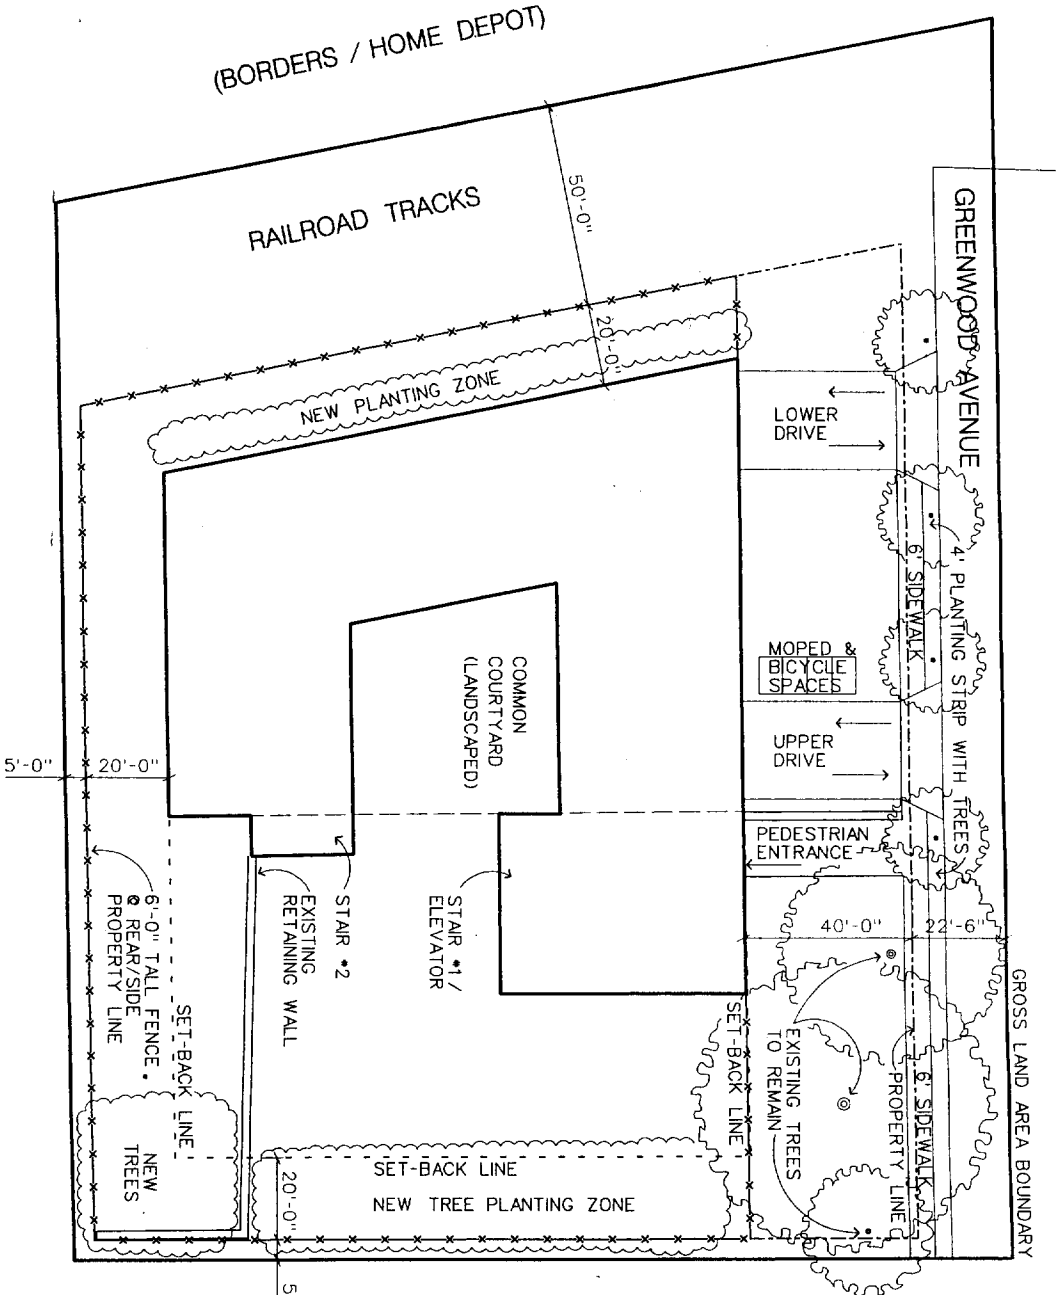 (BORDERS / HOME DEPOT)
RAILROAD TRACKS
50'-0"
20'-0"
NEW PLANTING ZONE
GREENWOOD AVENUE
LOWER
DRIVE
4' PLANTING STRIP WITH TREES
6' SIDEWALK
MOPED &
BICYCLE
SPACES
COMMON
COURTYARD
(LANDSCAPED)
UPPER
DRIVE
5'-0"
20'-0"
PEDESTRIAN
ENTRANCE
40'-0"
22'-6"
6'-0" TALL FENCE
@ REAR/SIDE
PROPERTY LINE
EXISTING
RETAINING WALL
STAIR #2
STAIR #1 /
ELEVATOR
SET-BACK LINE
SET-BACK LINE
EXISTING TREES
TO REMAIN
PROPERTY LINE
6' SIDEWALK
GROSS LAND AREA BOUNDARY
NEW
TREES
20'-0"
SET-BACK LINE
NEW TREE PLANTING ZONE
5